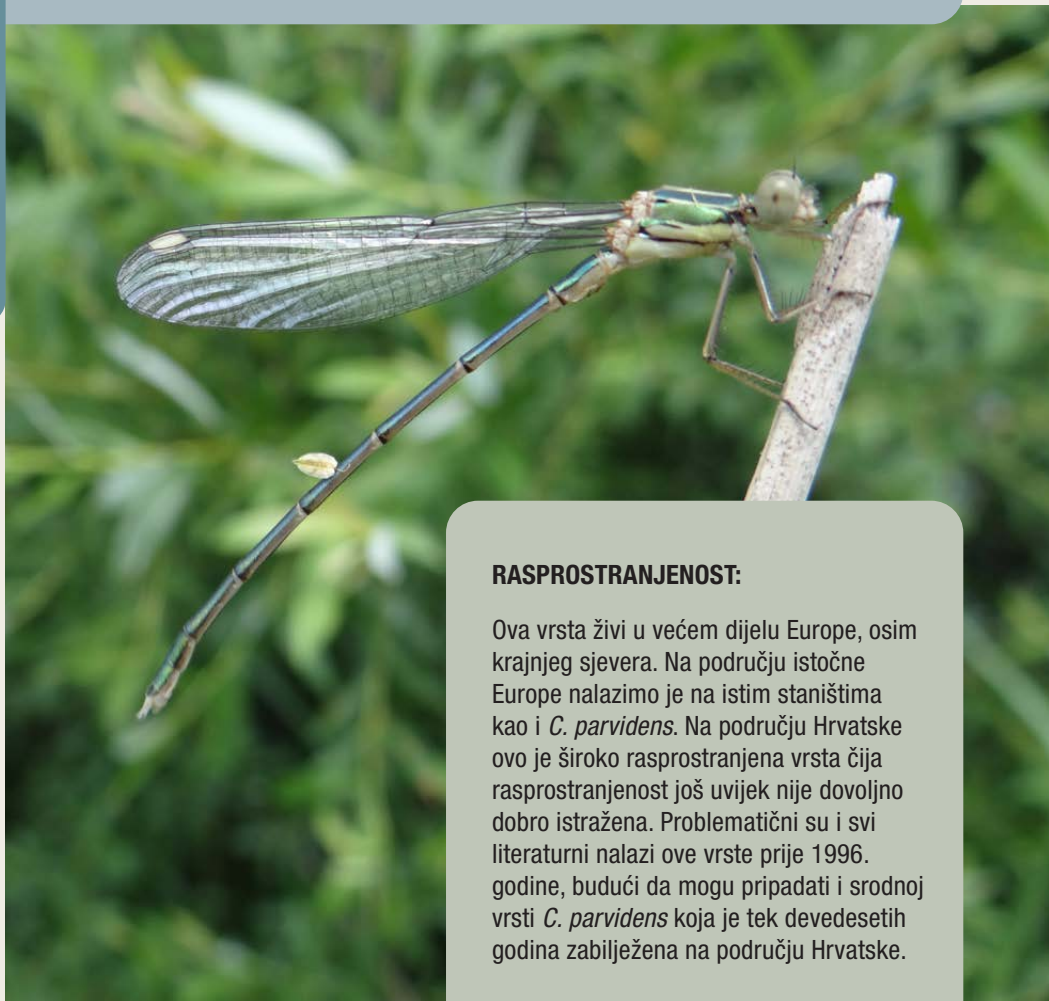 RASPROSTRANJENOST:
Ova vrsta živi u većem dijelu Europe, osim
krajnjeg sjevera. Na području istočne
Europe nalazimo je na istim staništima
kao i C. parvidens. Na području Hrvatske
ovo je široko rasprostranjena vrsta čija
rasprostranjenost još uvijek nije dovoljno
dobro istražena. Problematični su i svi
literaturni nalazi ove vrste prije 1996.
godine, budući da mogu pripadati i srodnoj
vrsti C. parvidens koja je tek devedesetih
godina zabilježena na području Hrvatske.